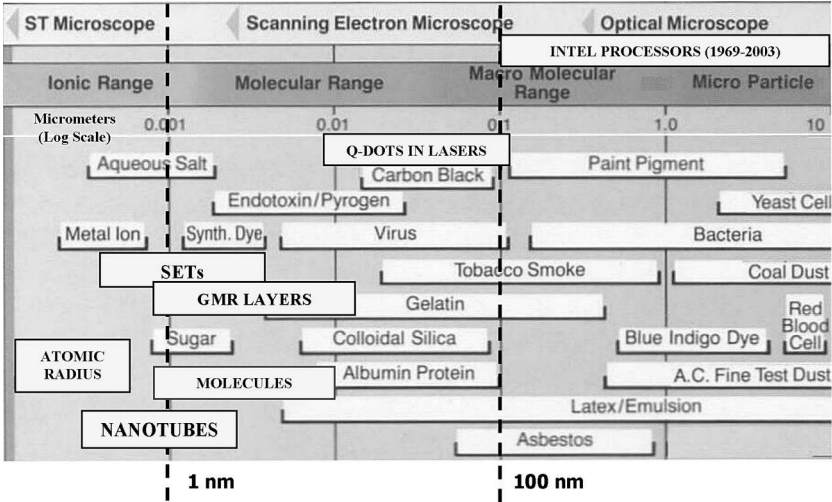 ST Microscope
Scanning Electron Microscope
Optical Microscope
INTEL PROCESSORS (1969-2003)
Ionic Range
Molecular Range
Macro Molecular
Range
Micro Particle
Micrometers
(Log Scale)
0.001
0.01
0.1
1.0
10
Q-DOTS IN LASERS
Aqueous Salt
Carbon Black
Paint Pigment
Endotoxin/Pyrogen
Yeast Cell
Metal Ion
Synth. Dye
Virus
Bacteria
SETs
Tobacco Smoke
Coal Dust
GMR LAYERS
Gelatin
Red
Blood
Cell
Sugar
Colloidal Silica
Blue Indigo Dye
ATOMIC
RADIUS
MOLECULES
Albumin Protein
A.C. Fine Test Dust
Latex/Emulsion
NANOTUBES
Asbestos
1 nm
100 nm